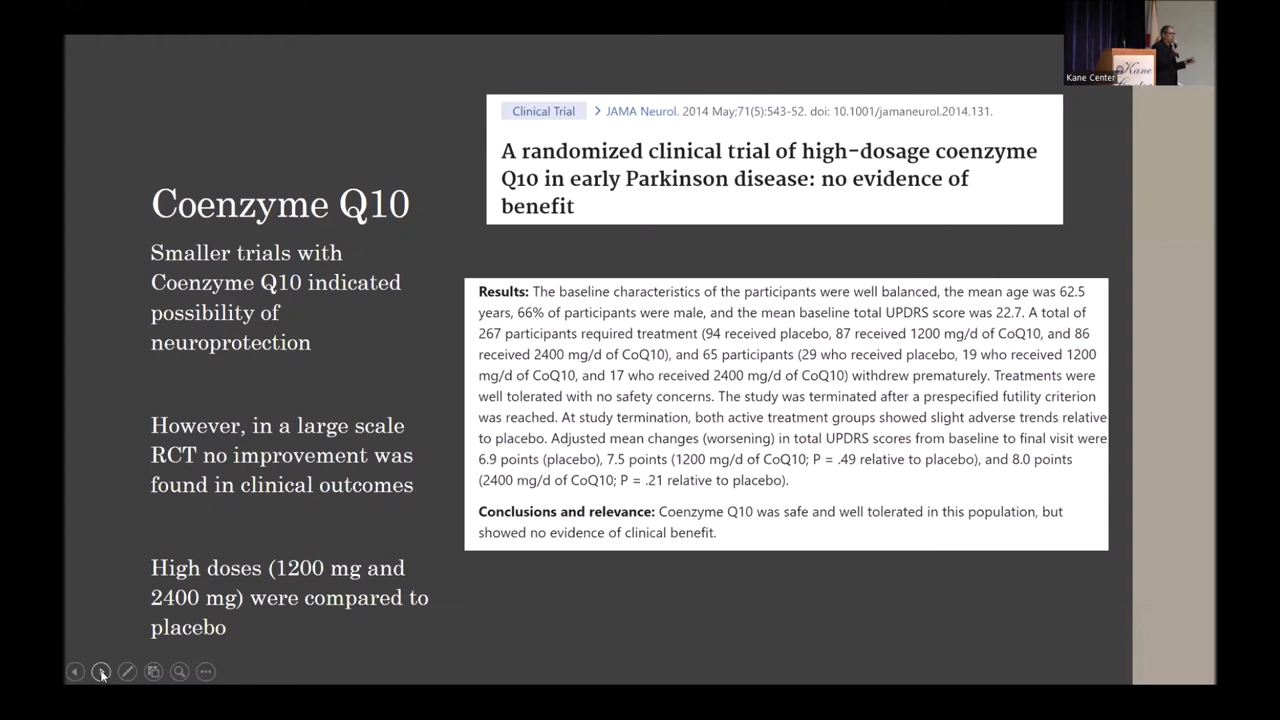 Kane Center
Kane
Clinical Trial > JAMA Neurol. 2014 May;71(5):543-52. doi: 10.1001/jamaneurol.2014.131.
A randomized clinical trial of high-dosage coenzyme
Q10 in early Parkinson disease: no evidence of
benefit
Coenzyme Q10
Smaller trials with
Coenzyme Q10 indicated
possibility of
neuroprotection
However, in a large scale
RCT no improvement was
found in clinical outcomes
High doses (1200 mg and
2400 mg) were compared to
placebo
Results: The baseline characteristics of the participants were well balanced, the mean age was 62.5
years, 66% of participants were male, and the mean baseline total UPDRS score was 22.7. A total of
267 participants required treatment (94 received placebo, 87 received 1200 mg/d of CoQ10, and 86
received 2400 mg/d of CoQ10), and 65 participants (29 who received placebo, 19 who received 1200
mg/d of CoQ10, and 17 who received 2400 mg/d of CoQ10) withdrew prematurely. Treatments were
well tolerated with no safety concerns. The study was terminated after a prespecified futility criterion
was reached. At study termination, both active treatment groups showed slight adverse trends relative
to placebo. Adjusted mean changes (worsening) in total UPDRS scores from baseline to final visit were
6.9 points (placebo), 7.5 points (1200 mg/d of CoQ10; P = .49 relative to placebo), and 8.0 points
(2400 mg/d of CoQ10; P = .21 relative to placebo).
Conclusions and relevance: Coenzyme Q10 was safe and well tolerated in this population, but
showed no evidence of clinical benefit.